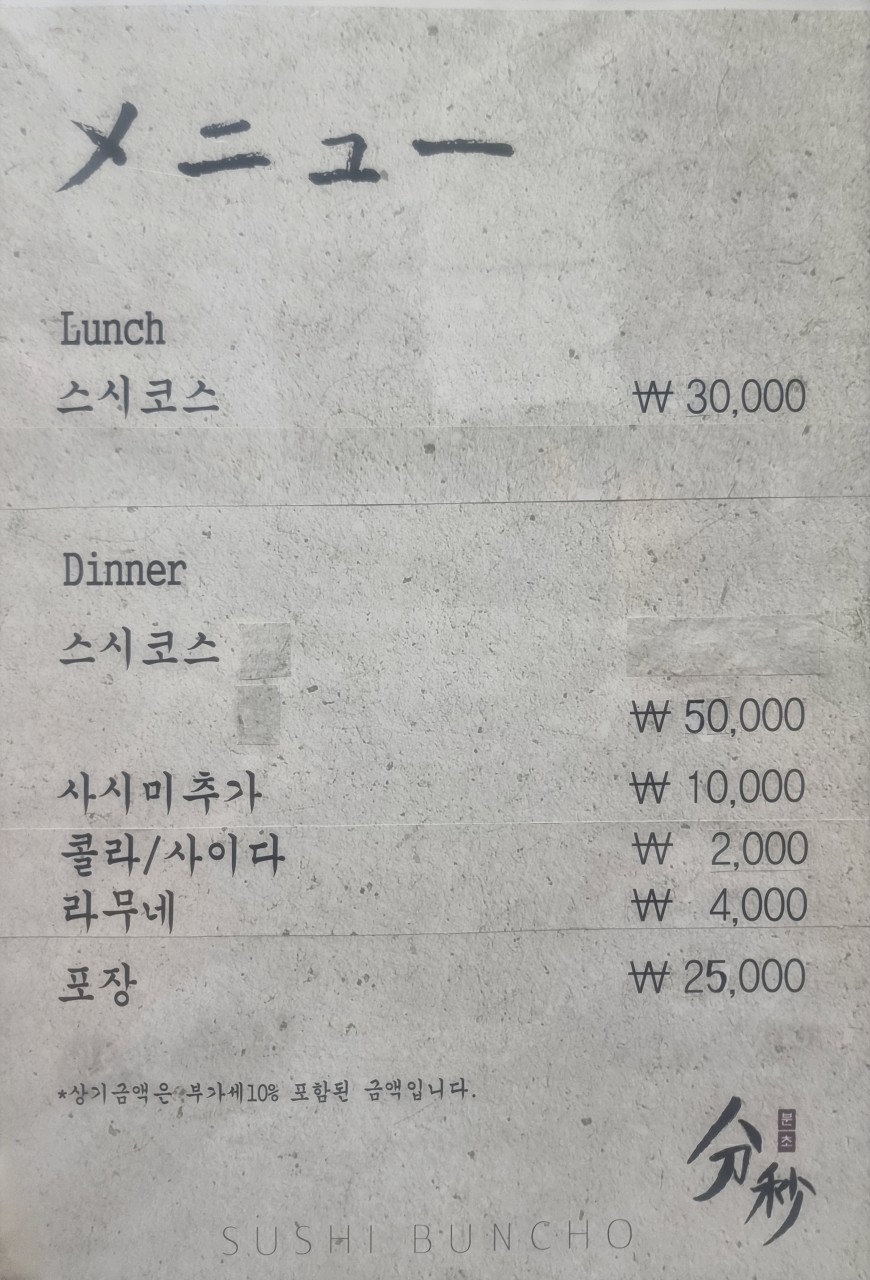 メニュー
Lunch
스시코스 ₩ 30,000
Dinner
스시코스
₩ 50,000
사시미추가 ₩ 10,000
콜라/사이다 ₩ 2,000
라무네 ₩ 4,000
포장 ₩ 25,000
*상기금액은 부가세10% 포함된 금액입니다.
分秒
분초
SUSHI BUNCHO